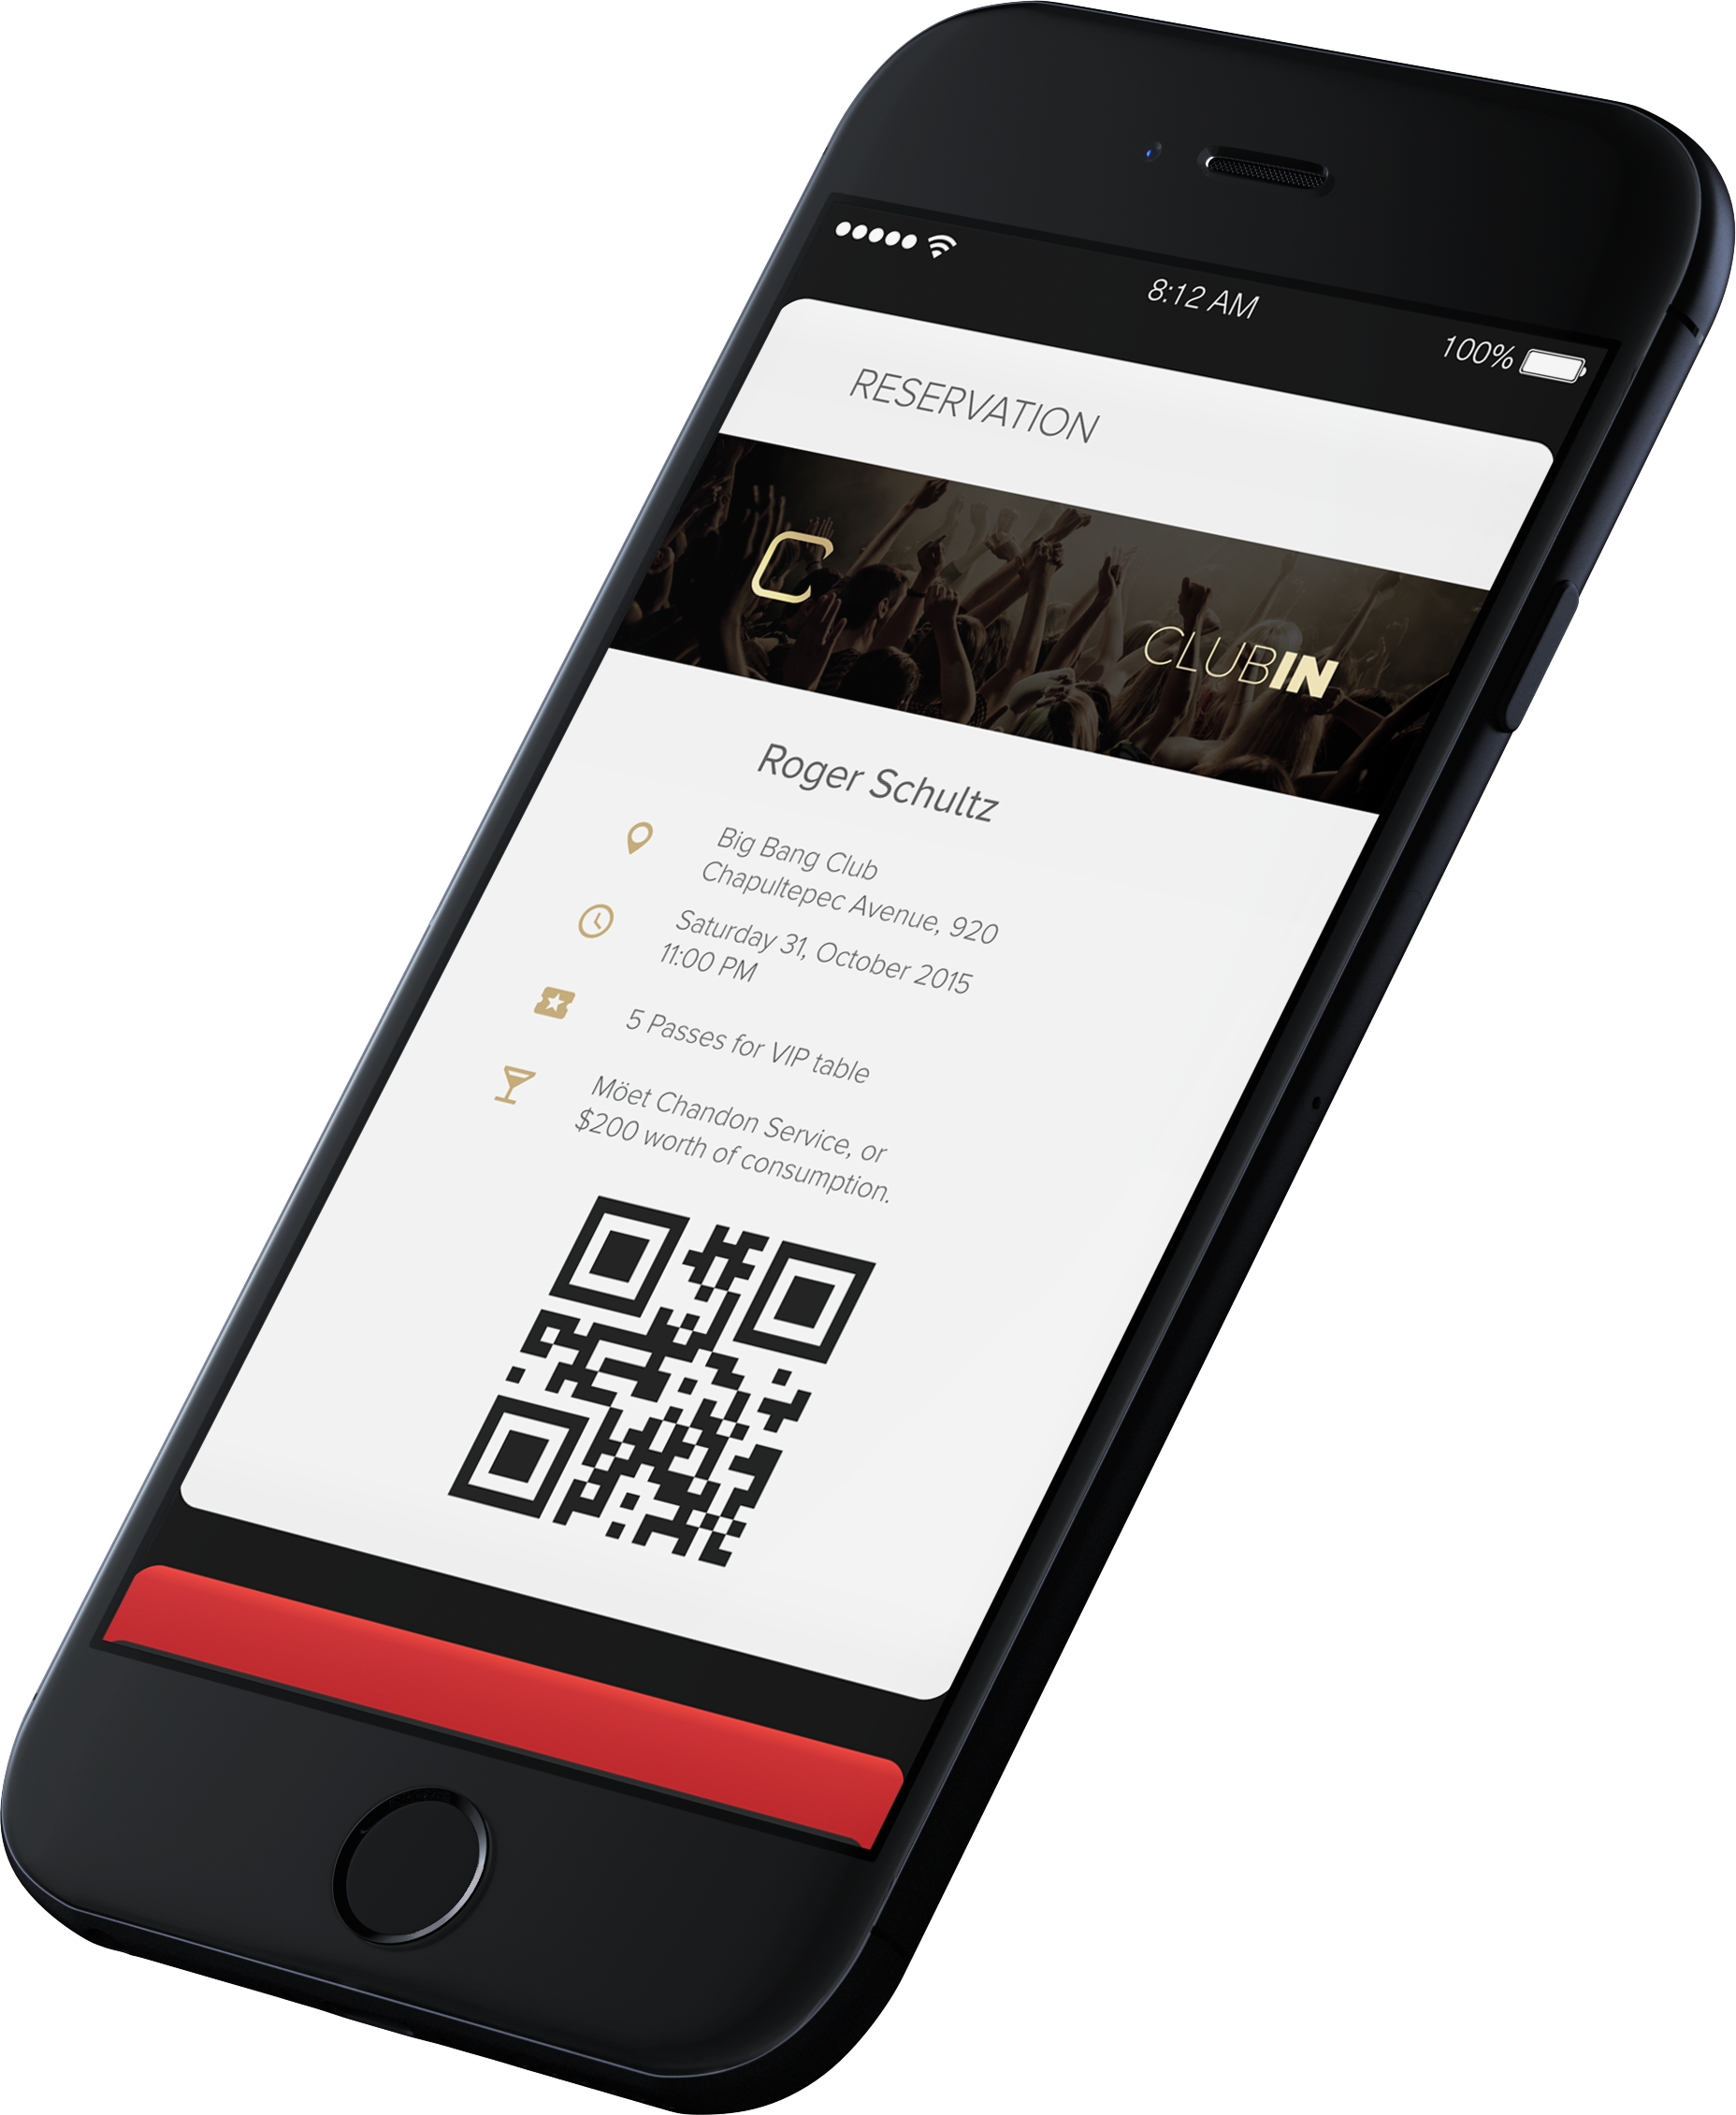 8:12 AM
100%
RESERVATION
C
CLUBIN
Roger Schultz
Big Bang Club
Chapultepec Avenue, 920
Saturday 31, October 2015
11:00 PM
5 Passes for VIP table
Möet Chandon Service, or
$200 worth of consumption.